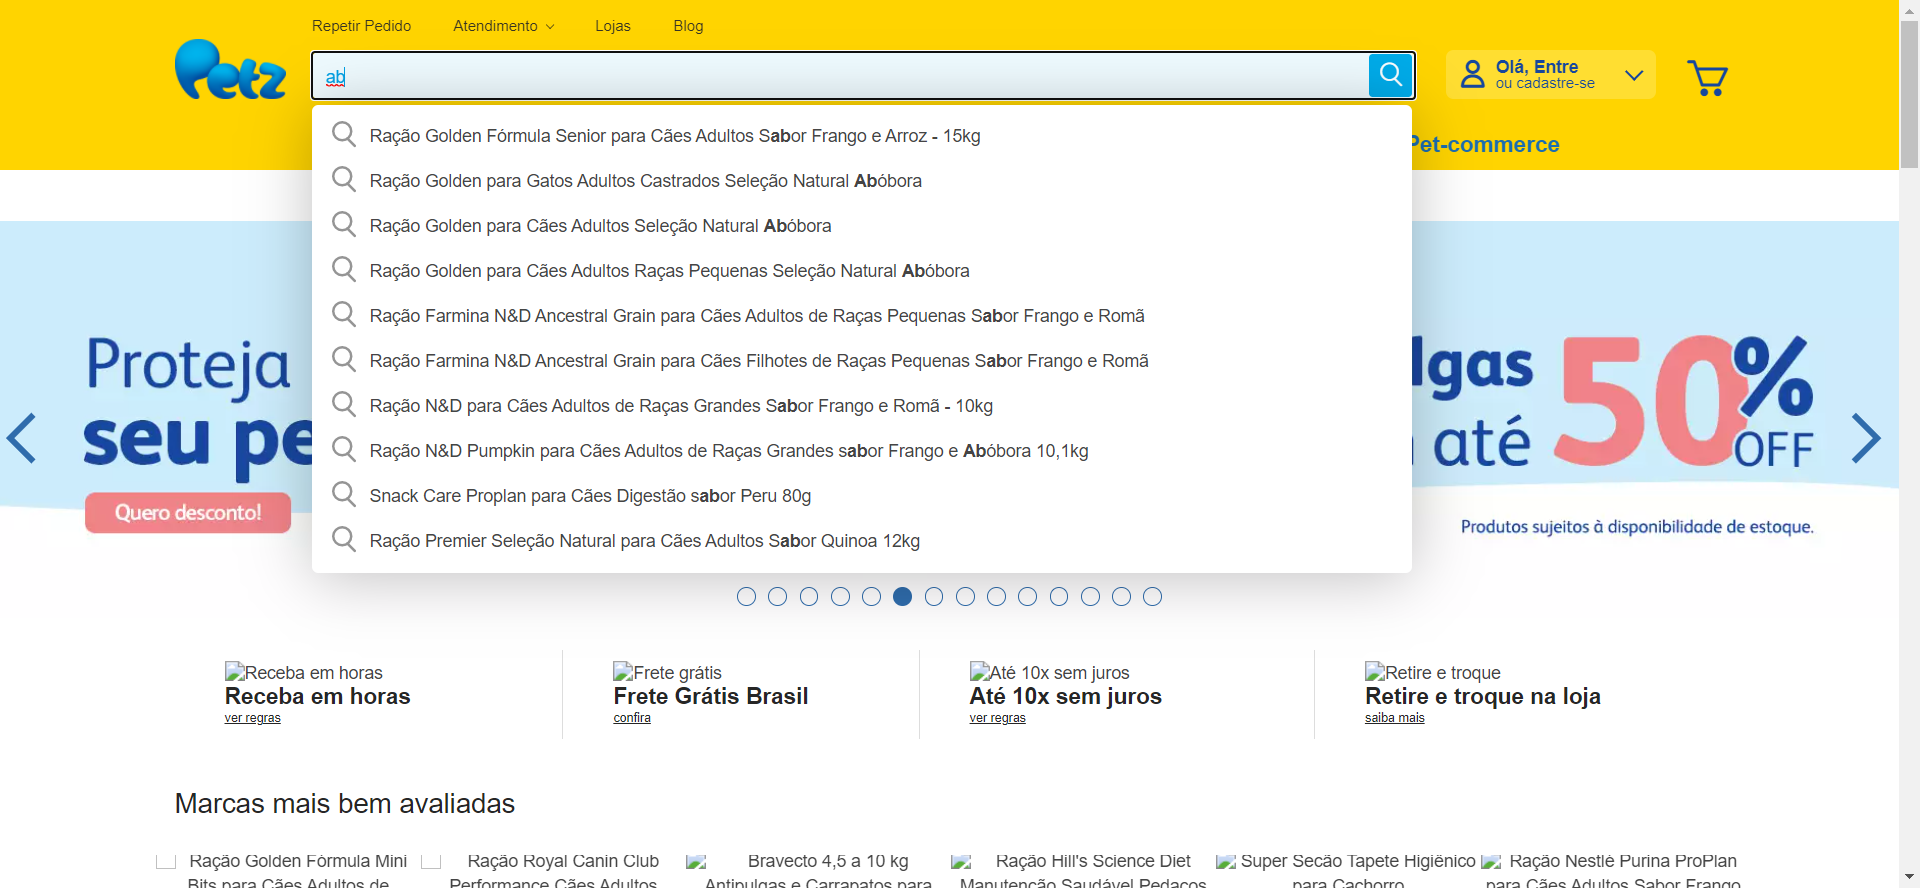 Repetir Pedido
Atendimento
Lojas
Blog
Petz
ab
Olá, Entre
ou cadastre-se
Pet-commerce
Ração Golden Fórmula Senior para Cães Adultos Sabor Frango e Arroz - 15kg
Ração Golden para Gatos Adultos Castrados Seleção Natural Abóbora
Ração Golden para Cães Adultos Seleção Natural Abóbora
Ração Golden para Cães Adultos Raças Pequenas Seleção Natural Abóbora
Ração Farmina N&D Ancestral Grain para Cães Adultos de Raças Pequenas Sabor Frango e Romã
Ração Farmina N&D Ancestral Grain para Cães Filhotes de Raças Pequenas Sabor Frango e Romã
Ração N&D para Cães Adultos de Raças Grandes Sabor Frango e Romã - 10kg
Ração N&D Pumpkin para Cães Adultos de Raças Grandes sabor Frango e Abóbora 10,1kg
Snack Care Proplan para Cães Digestão sabor Peru 80g
Ração Premier Seleção Natural para Cães Adultos Sabor Quinoa 12kg
Proteja
seu pe
Quero desconto!
lgas
até
50% OFF
Produtos sujeitos à disponibilidade de estoque.
Receba em horas
Receba em horas
ver regras
Frete grátis
Frete Grátis Brasil
confira
Até 10x sem juros
Até 10x sem juros
ver regras
Retire e troque
Retire e troque na loja
saiba mais
Marcas mais bem avaliadas
Ração Golden Fórmula Mini
Bits para Cães Adultos de
Ração Royal Canin Club
Performance Cães Adultos
Bravecto 4,5 a 10 kg
Antipulgas e Carrapatos para
Ração Hill's Science Diet
Manutenção Saudável Pedaços
Super Secão Tapete Higiênico
para Cachorro
Ração Nestlé Purina ProPlan
para Cães Adultos Sabor Frango